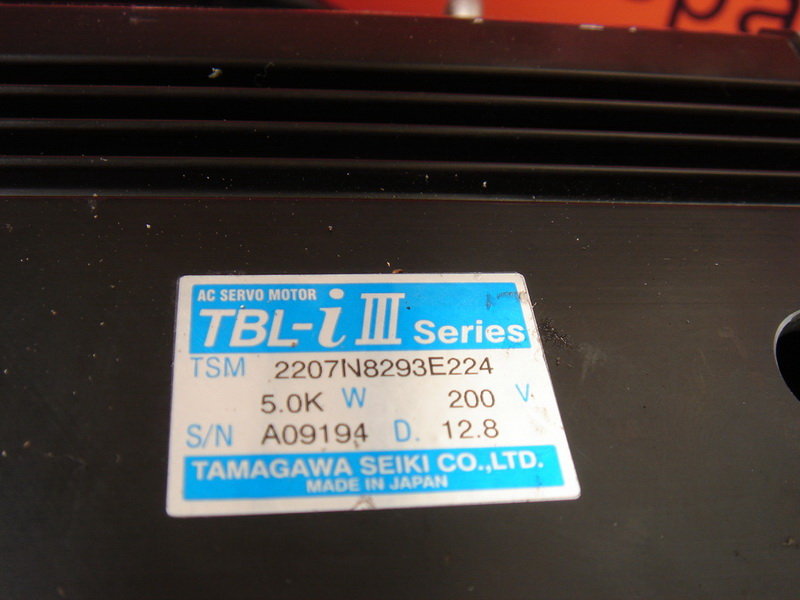 AC SERVO MOTOR
TBL-i III Series
TSM 2207N8293E224
5.0K W 200 V.
S/N A09194 D. 12.8
TAMAGAWA SEIKI CO.,LTD.
MADE IN JAPAN